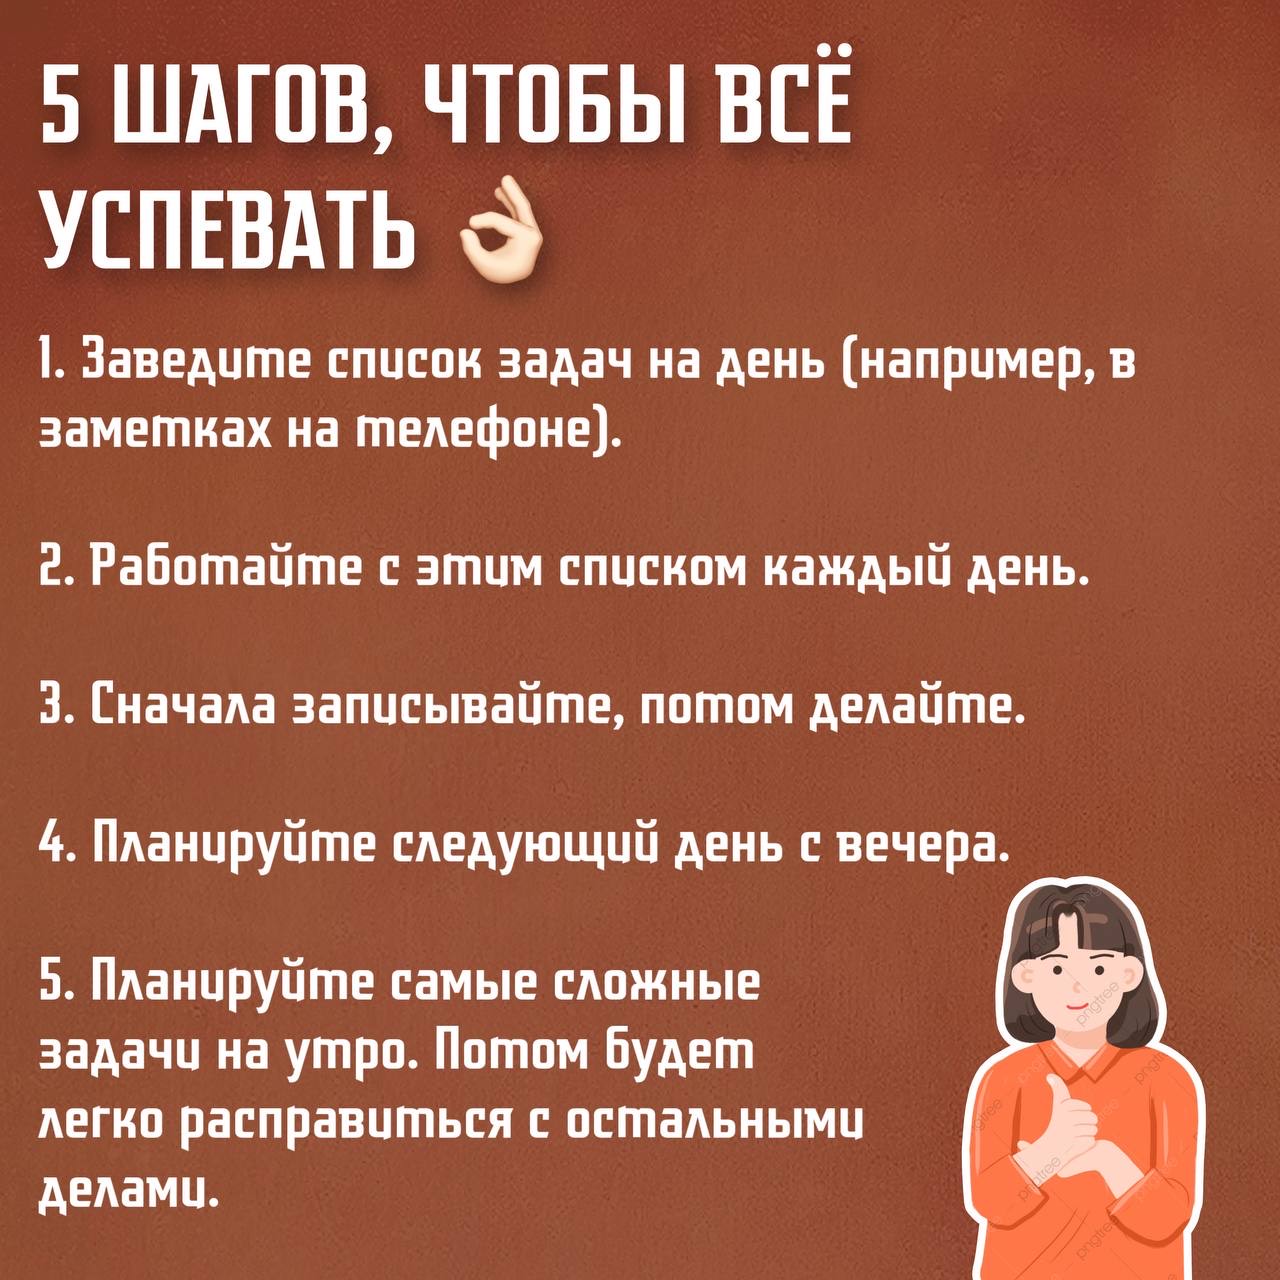 5 ШАГОВ, ЧТОБЫ ВСЁ
УСПЕВАТЬ 👌🏻
1. Заведите список задач на день (например, в
заметках на телефоне).
2. Работайте с этим списком каждый день.
3. Сначала записывайте, потом делайте.
4. Планируйте следующий день с вечера.
5. Планируйте самые сложные
задачи на утро. Потом будет
легко расправиться с остальными
делами.
pngtree
pngtree
pngtree
pngtree
pngtree